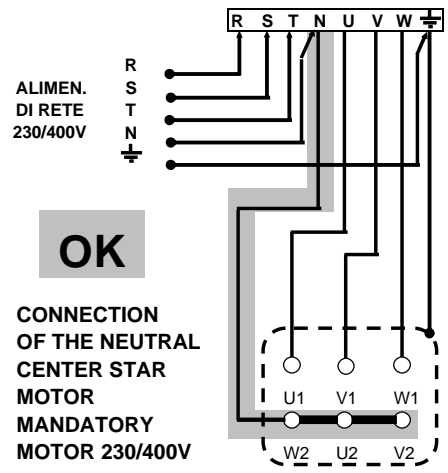 R S T N U V W
R
S
T
N
ALIMEN.
DI RETE
230/400V
OK
CONNECTION
OF THE NEUTRAL
CENTER STAR
MOTOR
MANDATORY
MOTOR 230/400V
U1 V1 W1
W2 U2 V2